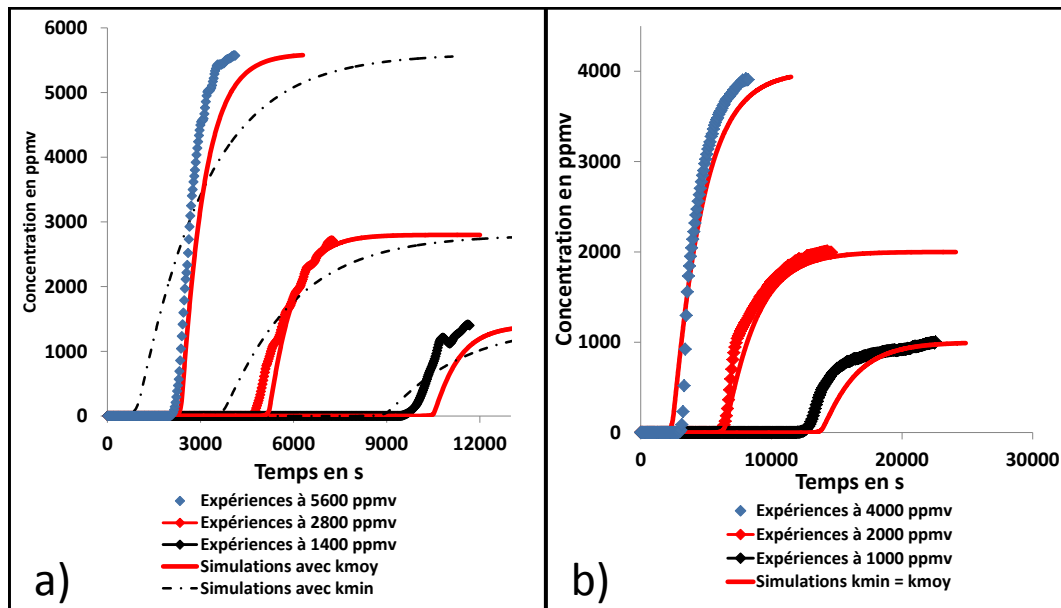 6000
5000
4000
3000
2000
1000
0
Concentration en ppmv
0
3000
6000
9000
12000
Temps en s
Expériences à 5600 ppmv
Expériences à 2800 ppmv
Expériences à 1400 ppmv
Simulations avec kmoy
Simulations avec kmin
a)
4000
3000
2000
1000
0
Concentration en ppmv
0
10000
20000
30000
Temps en s
Expériences à 4000 ppmv
Expériences à 2000 ppmv
Expériences à 1000 ppmv
Simulations kmin = kmoy
b)